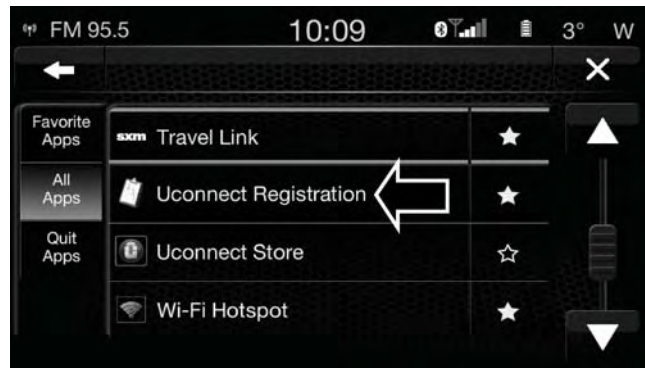 FM 95.5 10:09 3° W
Favorite
Apps
sxm Travel Link
All
Apps
Uconnect Registration
Quit
Apps
Uconnect Store
Wi-Fi Hotspot